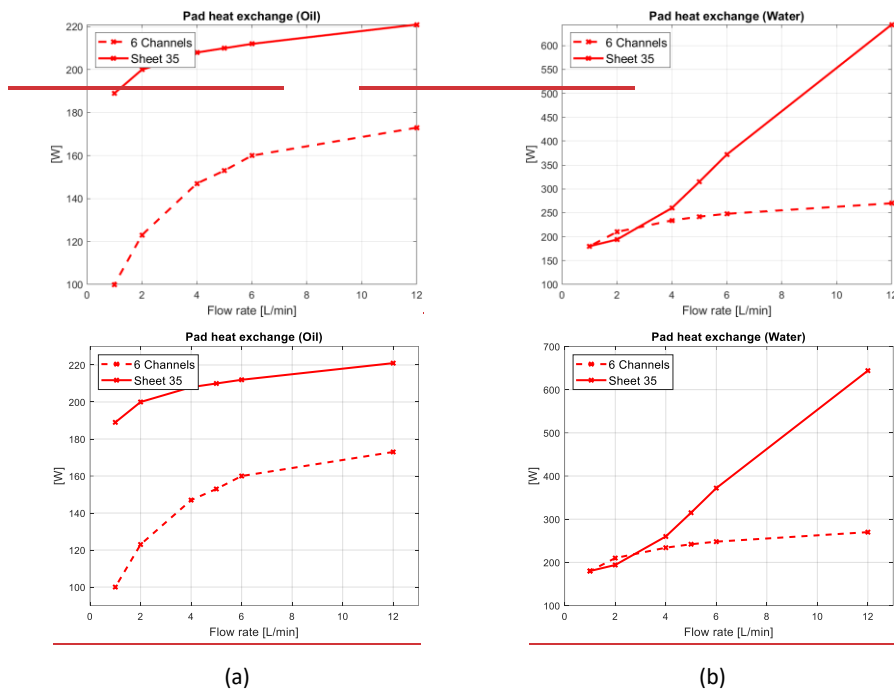 Pad heat exchange (Oil)
220
200
180
160
140
120
100
[W]
6 Channels
Sheet 35
0 2 4 6 8 10 12
Flow rate [L/min]
Pad heat exchange (Water)
600
550
500
450
400
350
300
250
200
150
100
[W]
6 Channels
Sheet 35
0 2 4 6 8 10 12
Flow rate [L/min]
Pad heat exchange (Oil)
220
200
180
160
140
120
100
[W]
6 Channels
Sheet 35
0 2 4 6 8 10 12
Flow rate [L/min]
Pad heat exchange (Water)
700
600
500
400
300
200
100
[W]
6 Channels
Sheet 35
0 2 4 6 8 10 12
Flow rate [L/min]
(a)
(b)